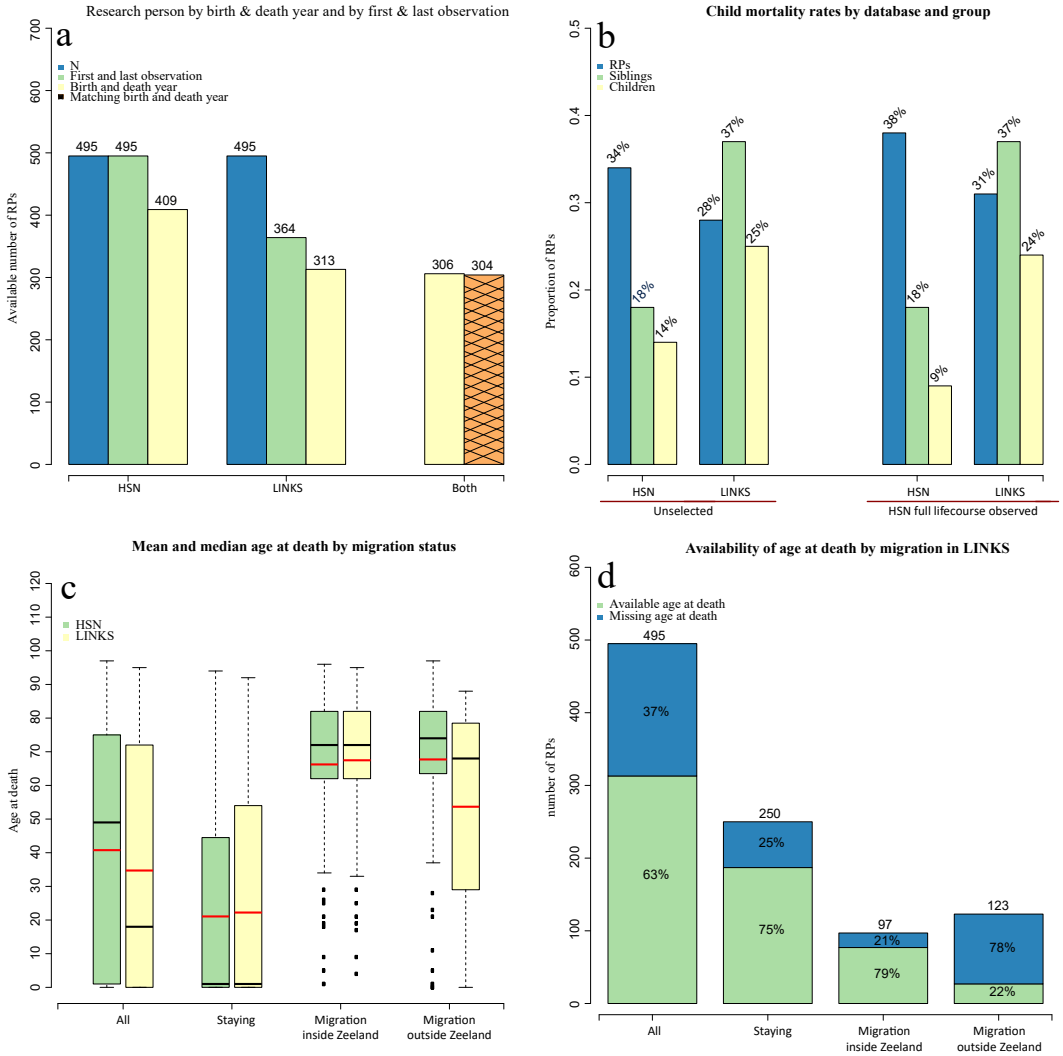 Research person by birth & death year and by first & last observation
a
N
First and last observation
Birth and death year
Matching birth and death year
Available number of RPs
0
100
200
300
400
500
600
700
495
495
409
495
364
313
306
304
HSN
LINKS
Both
Child mortality rates by database and group
b
RPs
Siblings
Children
Proportion of RPs
0.0
0.1
0.2
0.3
0.4
0.5
34%
18%
14%
28%
37%
25%
38%
18%
9%
31%
37%
24%
HSN
LINKS
HSN
LINKS
Unselected
HSN full lifecourse observed
Mean and median age at death by migration status
c
HSN
LINKS
Age at death
0
10
20
30
40
50
60
70
80
90
100
110
120
All
Staying
Migration
inside Zeeland
Migration
outside Zeeland
Availability of age at death by migration in LINKS
d
Available age at death
Missing age at death
number of RPs
0
100
200
300
400
500
600
495
37%
63%
250
25%
75%
97
21%
79%
123
78%
22%
All
Staying
Migration
inside Zeeland
Migration
outside Zeeland